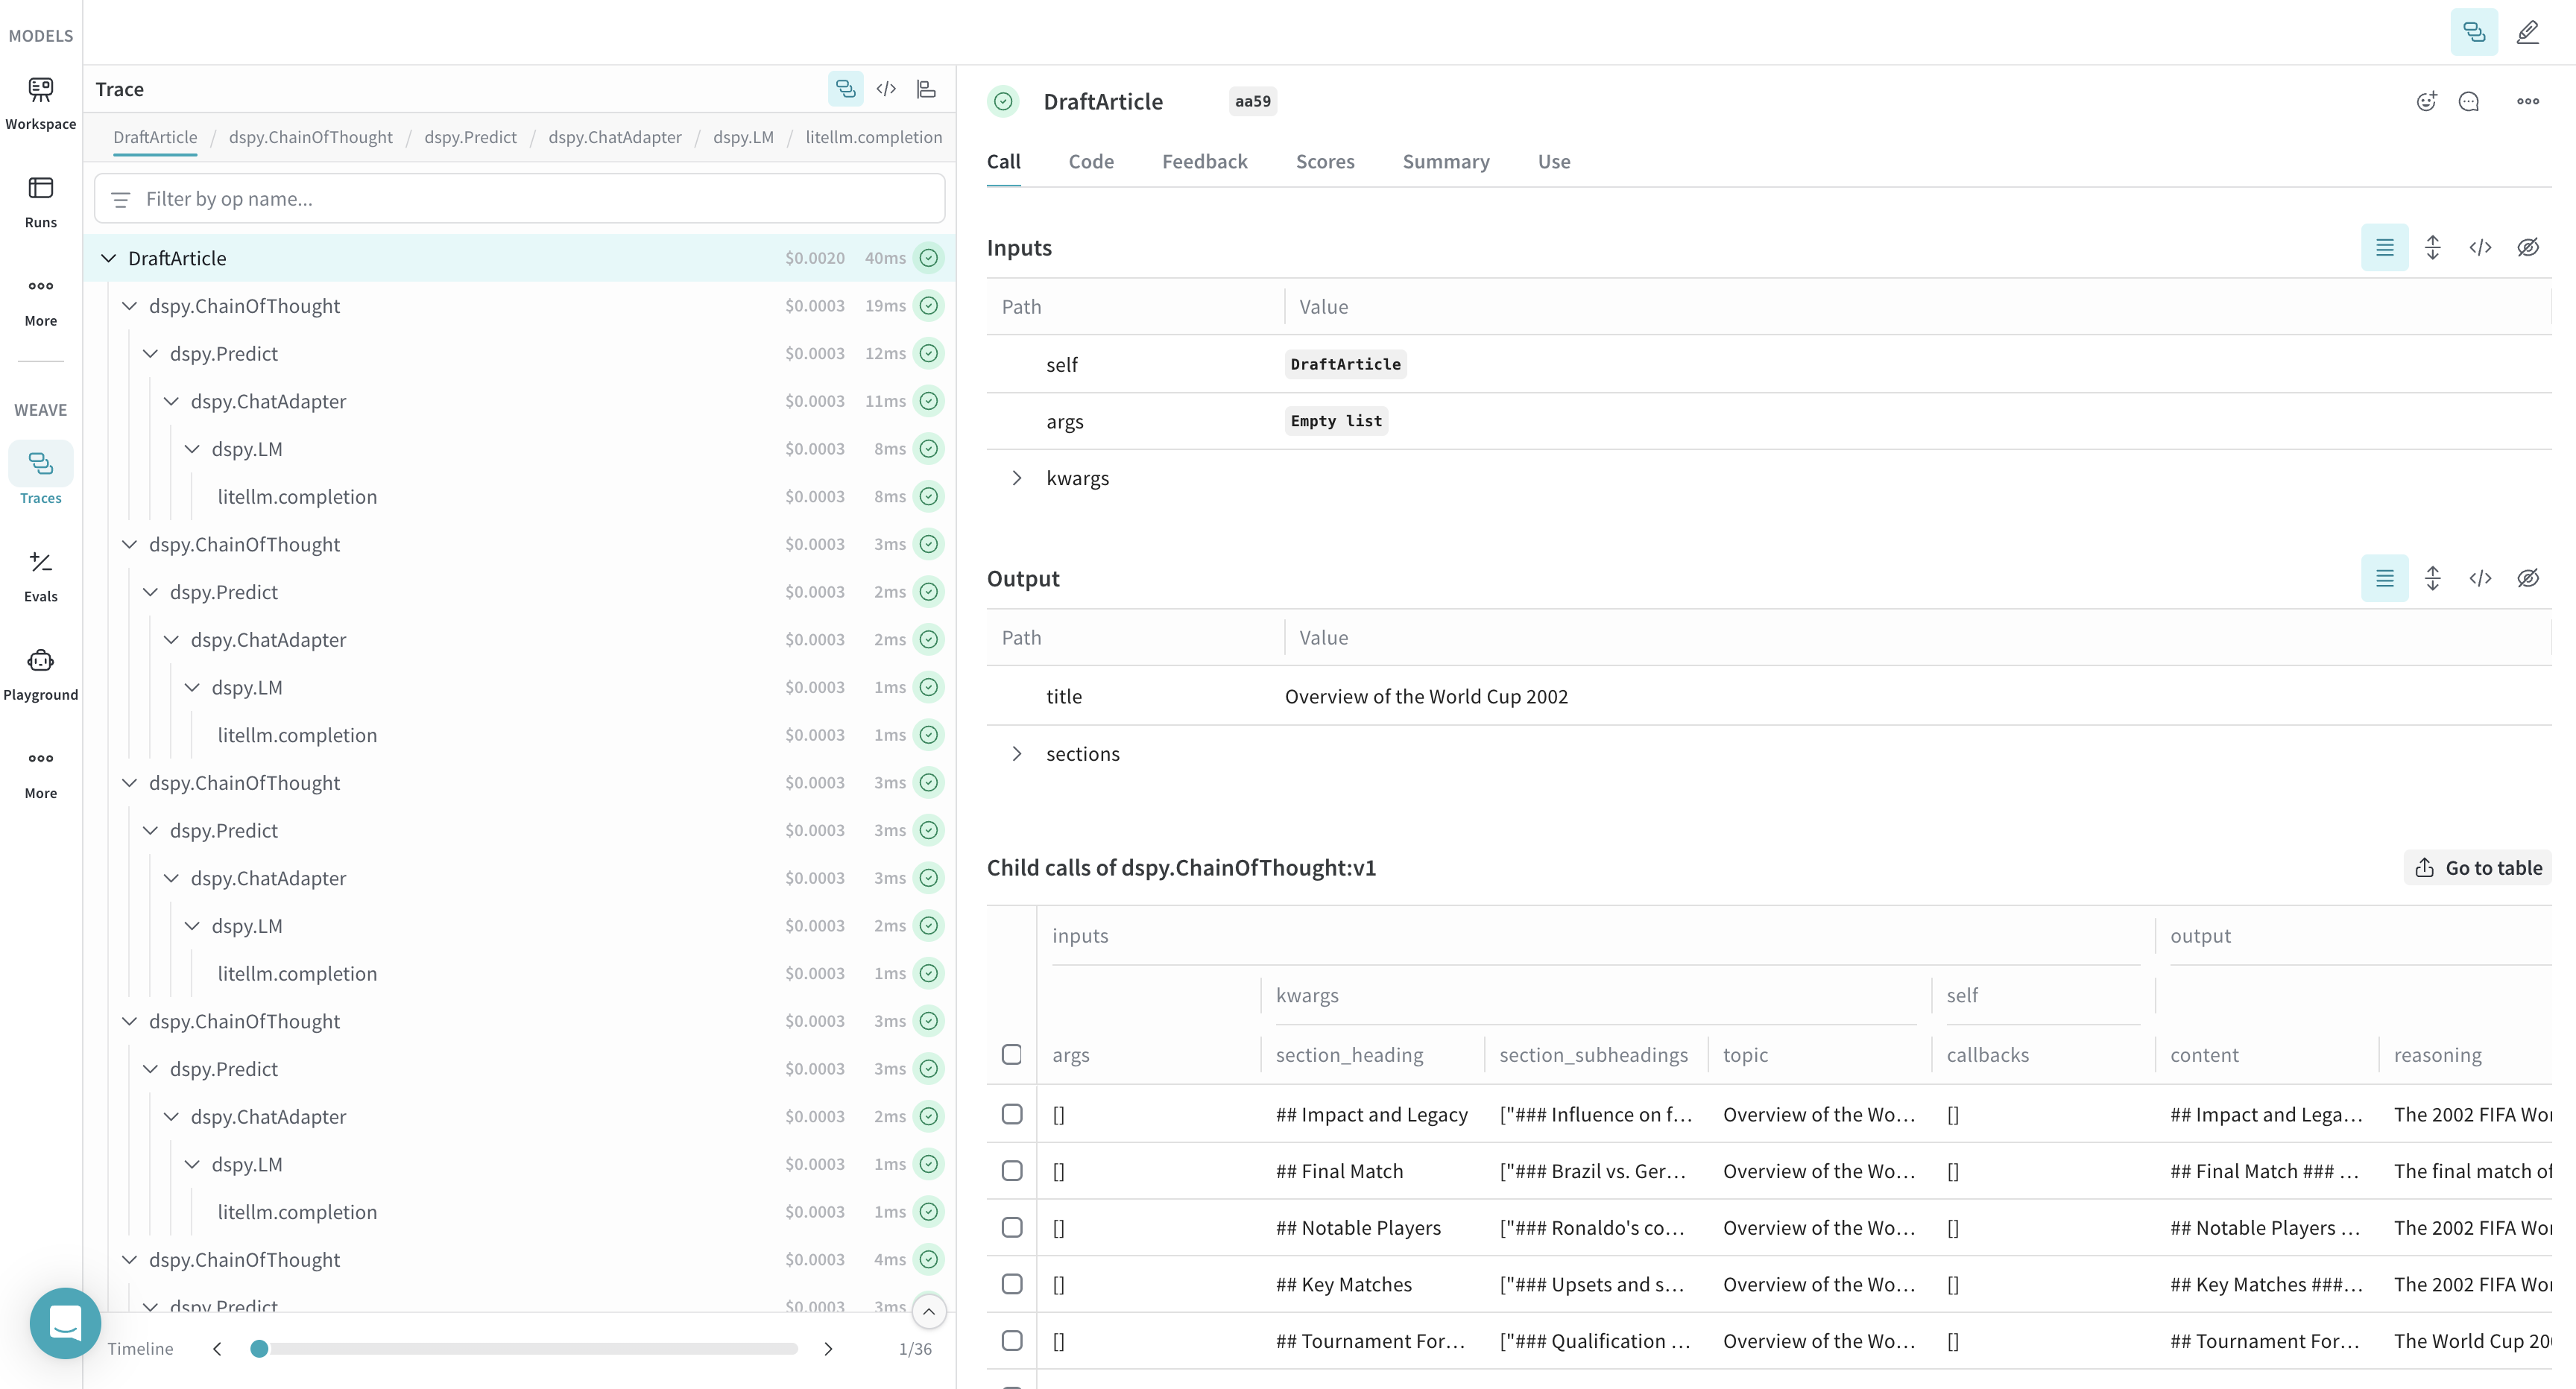 MODELS
Workspace
Runs
More
WEAVE
Traces
Evals
Playground
More
Trace
DraftArticle / dspy.ChainOfThought / dspy.Predict / dspy.ChatAdapter / dspy.LM / litellm.completion
Filter by op name...
DraftArticle $0.0020 40ms
dspy.ChainOfThought $0.0003 19ms
dspy.Predict $0.0003 12ms
dspy.ChatAdapter $0.0003 11ms
dspy.LM $0.0003 8ms
litellm.completion $0.0003 8ms
dspy.ChainOfThought $0.0003 3ms
dspy.Predict $0.0003 2ms
dspy.ChatAdapter $0.0003 2ms
dspy.LM $0.0003 1ms
litellm.completion $0.0003 1ms
dspy.ChainOfThought $0.0003 3ms
dspy.Predict $0.0003 3ms
dspy.ChatAdapter $0.0003 3ms
dspy.LM $0.0003 2ms
litellm.completion $0.0003 1ms
dspy.ChainOfThought $0.0003 3ms
dspy.Predict $0.0003 3ms
dspy.ChatAdapter $0.0003 2ms
dspy.LM $0.0003 1ms
litellm.completion $0.0003 1ms
dspy.ChainOfThought $0.0003 4ms
dspy.Predict $0.0003 3ms
Timeline 1/36
DraftArticle aa59
Call Code Feedback Scores Summary Use
Inputs
Path Value
self DraftArticle
args Empty list
kwargs
Output
Path Value
title Overview of the World Cup 2002
sections
Child calls of dspy.ChainOfThought:v1 Go to table
inputs output
kwargs self
args section_heading section_subheadings topic callbacks content reasoning
[] ## Impact and Legacy ["### Influence on f... Overview of the Wo... [] ## Impact and Lega... The 2002 FIFA Wor
[] ## Final Match ["### Brazil vs. Ger... Overview of the Wo... [] ## Final Match ### ... The final match of
[] ## Notable Players ["### Ronaldo's co... Overview of the Wo... [] ## Notable Players ... The 2002 FIFA Wor
[] ## Key Matches ["### Upsets and s... Overview of the Wo... [] ## Key Matches ###... The 2002 FIFA Wor
[] ## Tournament For... ["### Qualification ... Overview of the Wo... [] ## Tournament For... The World Cup 20